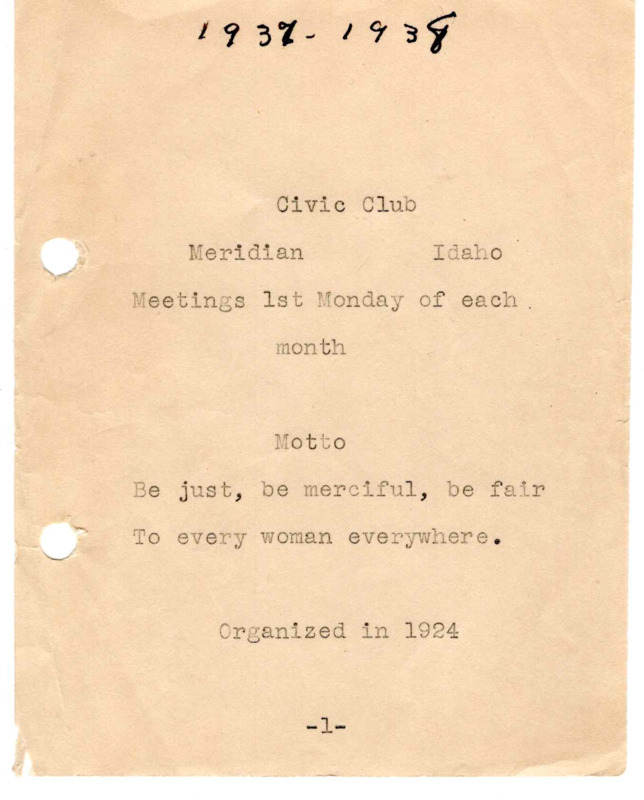 1937-1938
Civic Club
Meridian Idaho
Meetings 1st Monday of each
month
Motto
Be just, be merciful, be fair
To every woman everywhere.
Organized in 1924
-1-